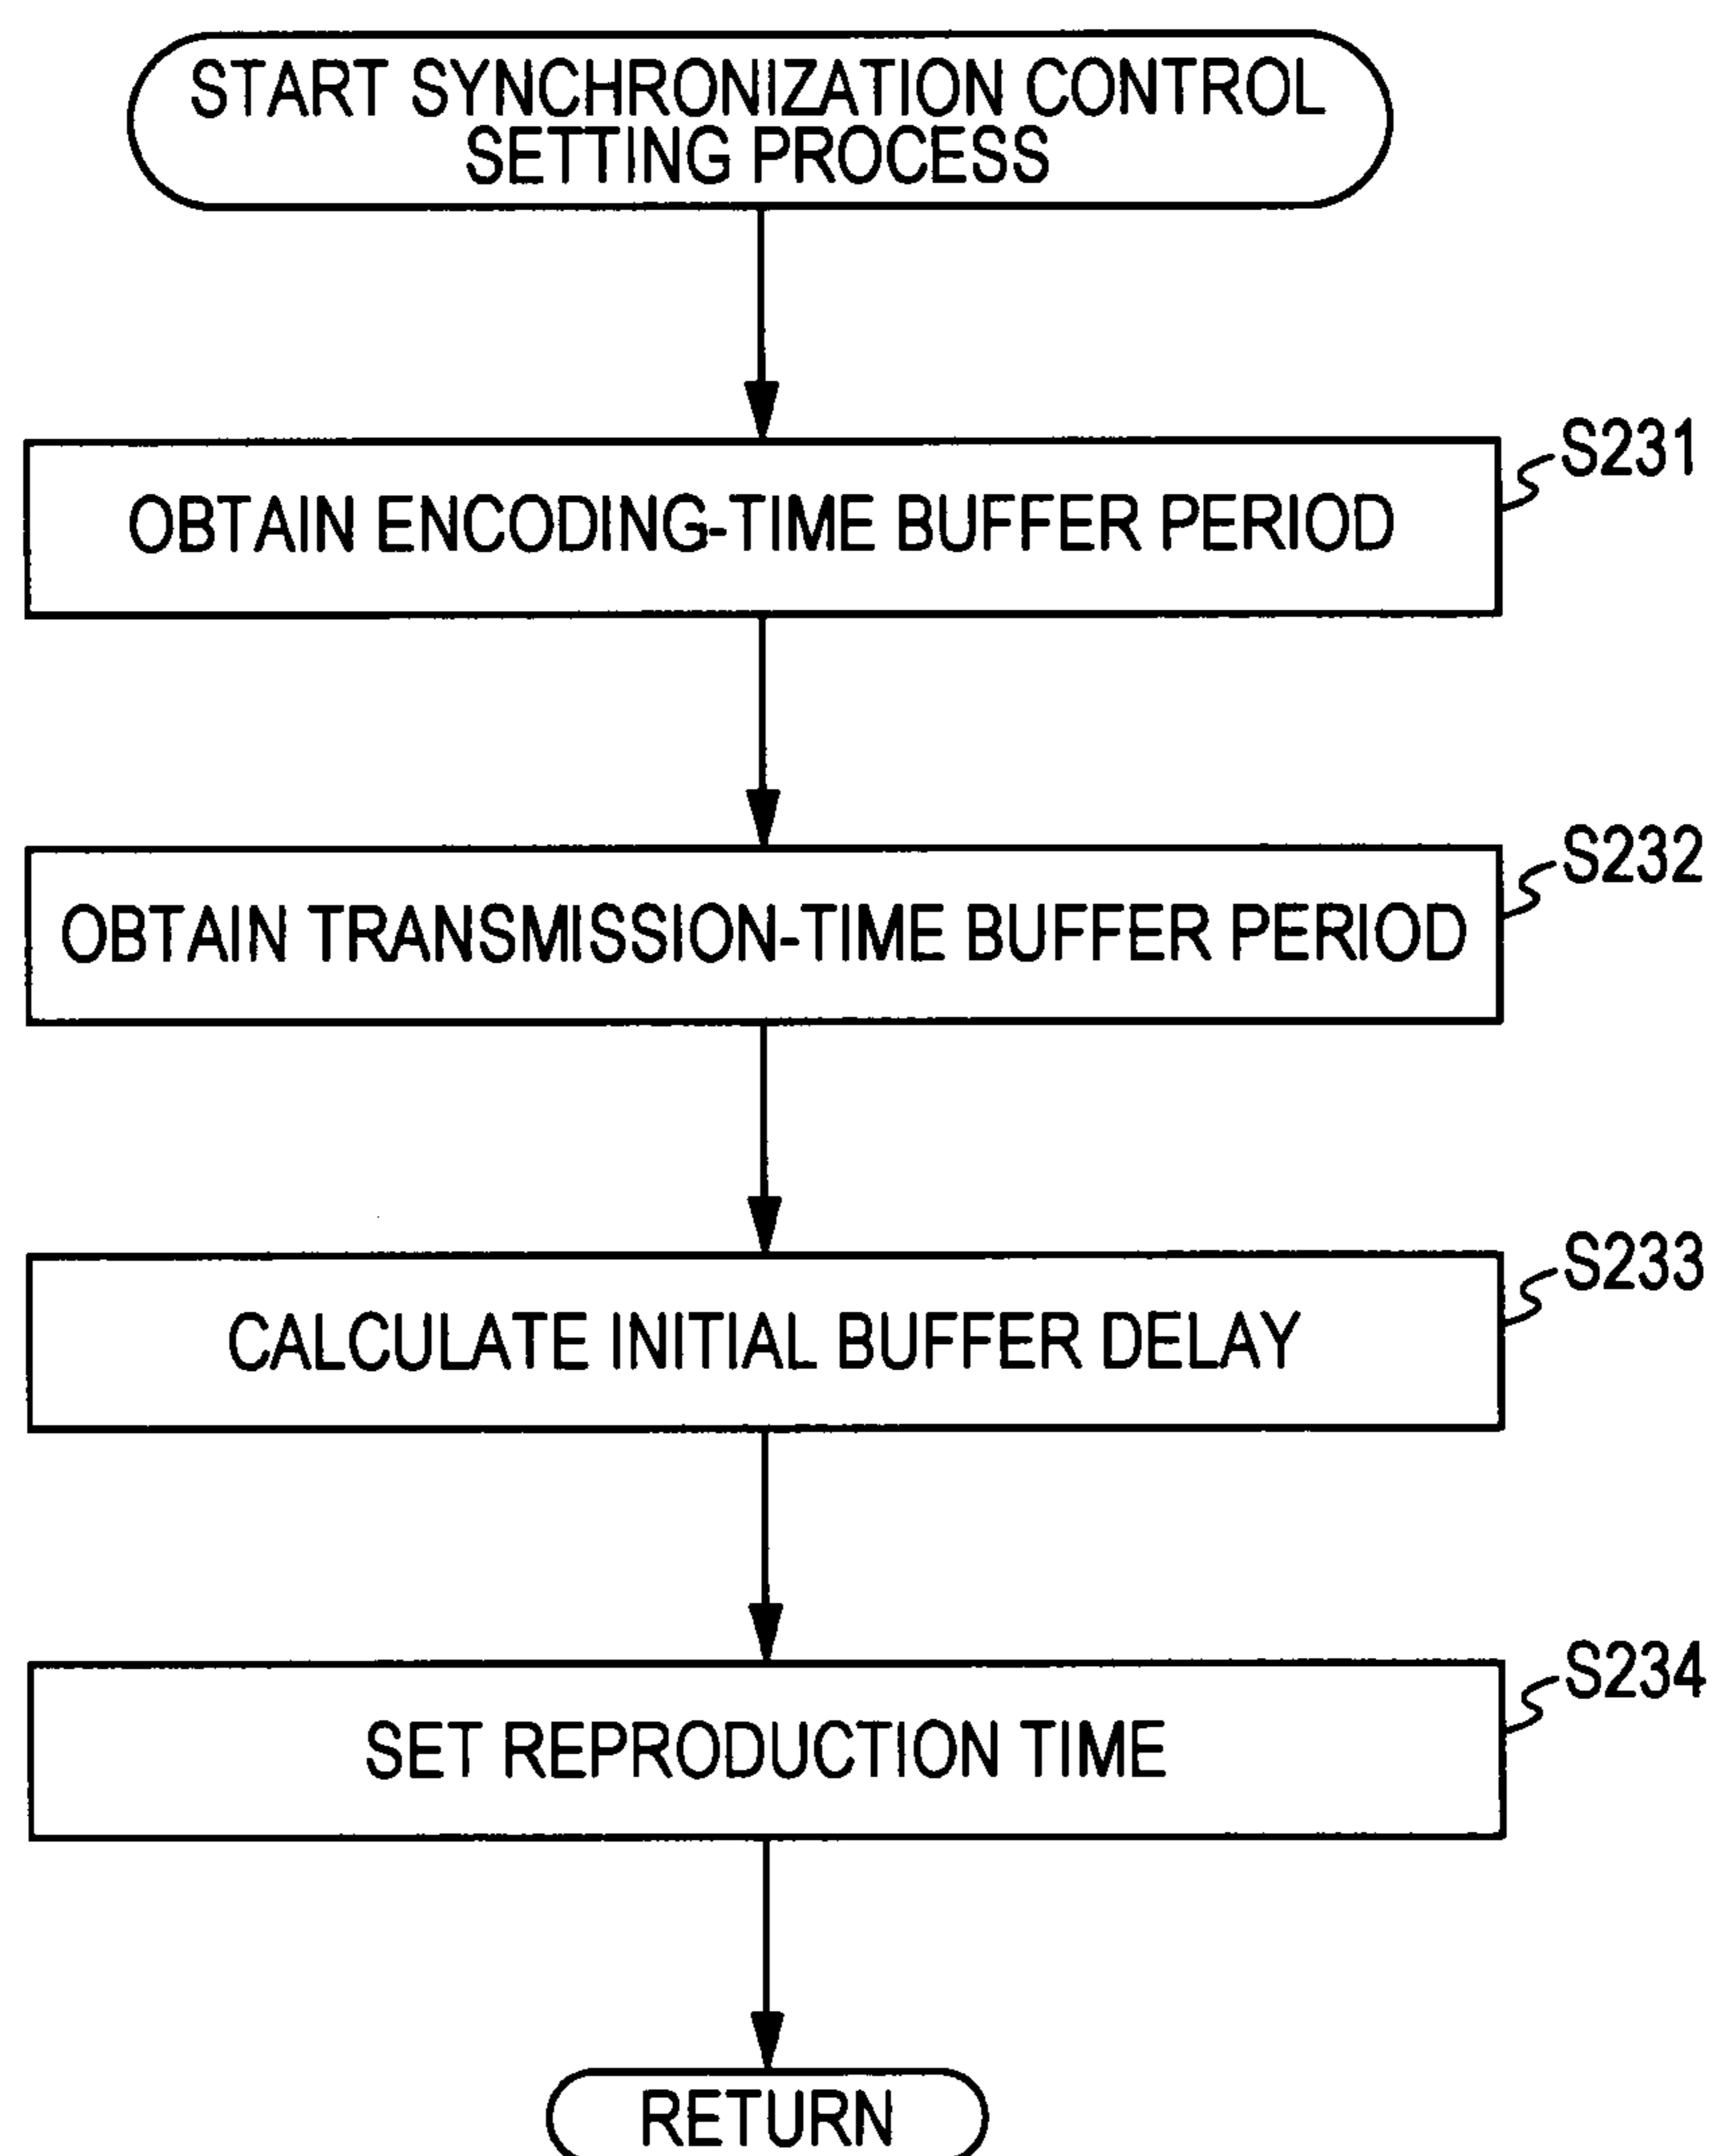 START SYNCHRONIZATION CONTROL
SETTING PROCESS
S231
OBTAIN ENCODING-TIME BUFFER PERIOD
S232
OBTAIN TRANSMISSION-TIME BUFFER PERIOD
S233
CALCULATE INITIAL BUFFER DELAY
S234
SET REPRODUCTION TIME
RETURN